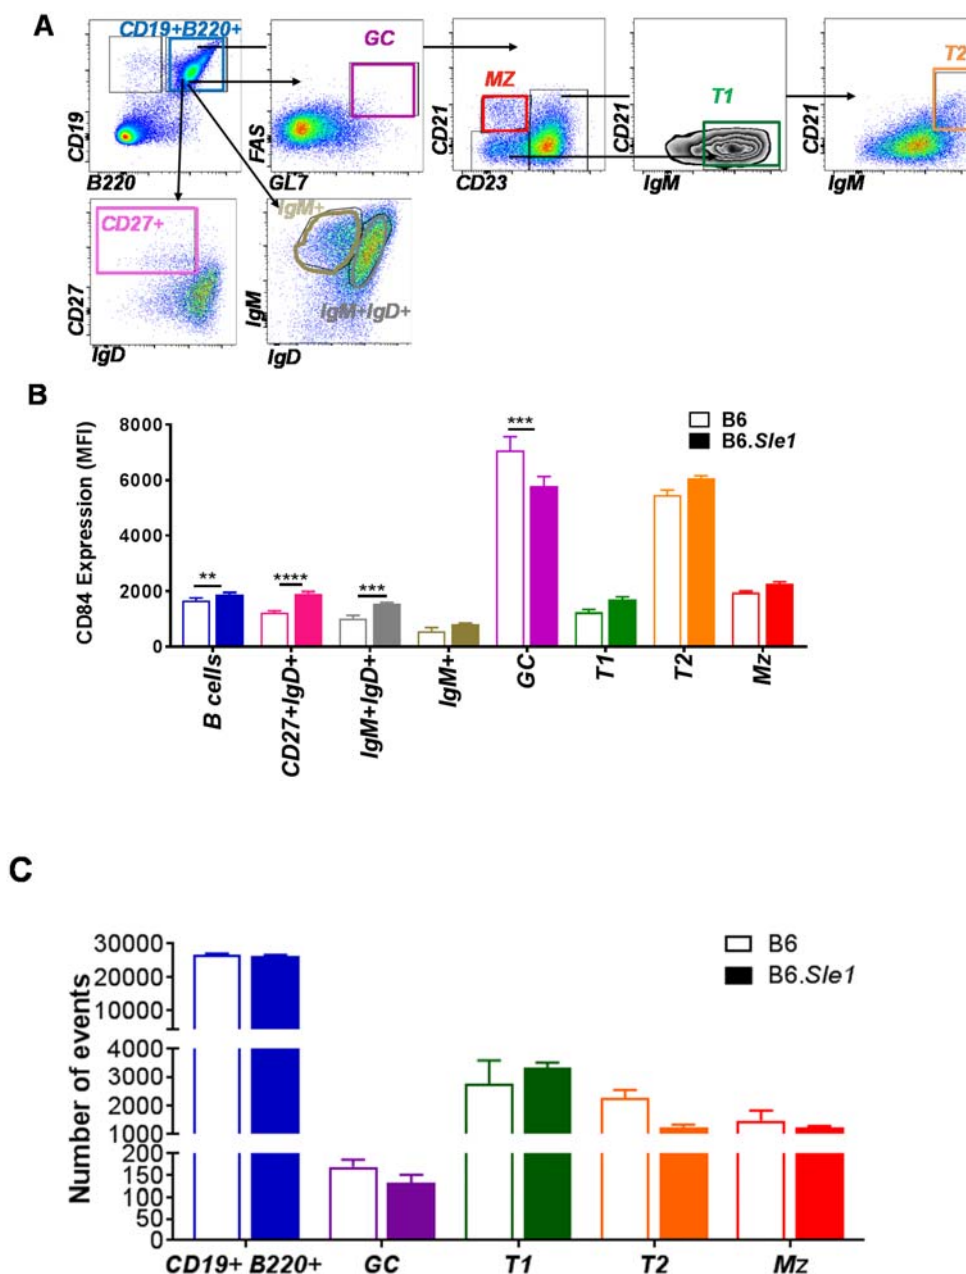 A
CD19+B220+
GC
MZ
T1
T2
CD19
B220
FAS
GL7
CD21
CD23
CD21
IgM
CD21
IgM
CD27+
CD27
IgD
IgM+
IgM+IgD+
IgM
IgD
B
CD84 Expression (MFI)
8000
6000
4000
2000
0
**
****
***
***
B6
B6.Sle1
B cells
CD27+IgD+
IgM+IgD+
IgM+
GC
T1
T2
Mz
C
Number of events
30000
20000
10000
4000
3000
2000
1000
200
150
100
50
0
B6
B6.Sle1
CD19+ B220+
GC
T1
T2
Mz